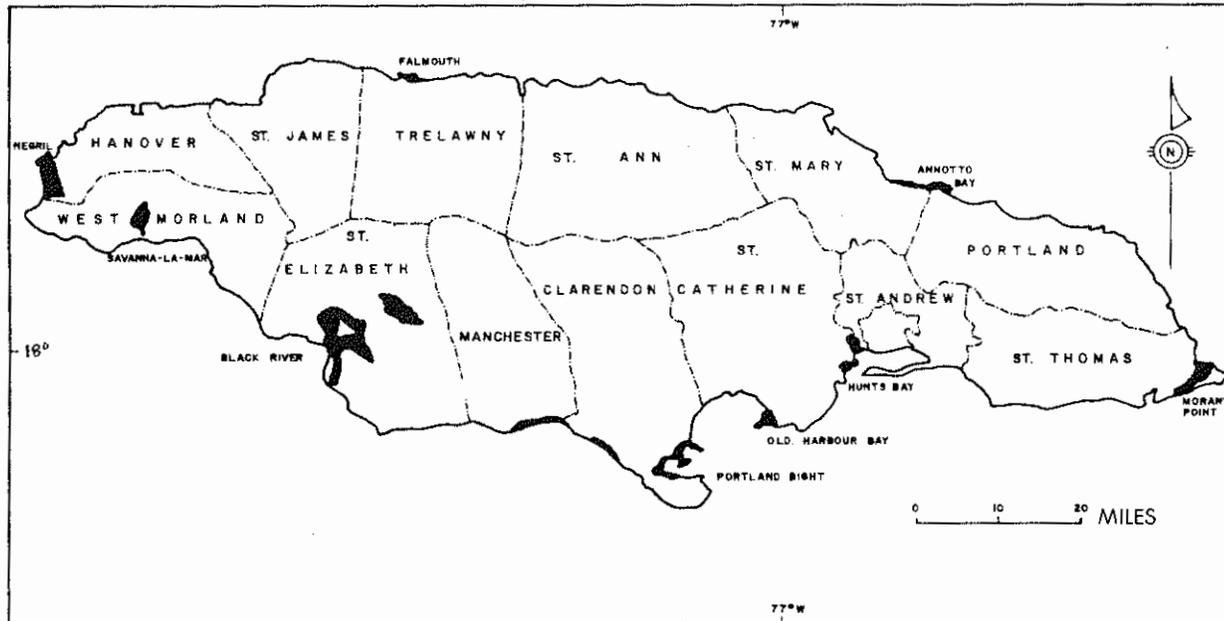 77° W
FALMOUTH
NEGRIL
HANOVER
ST. JAMES
TRELAWNY
ST. ANN
ST. MARY
ANNOTTO
BAY
N
WEST MORLAND
SAVANNA-LA-MAR
ST.
ELIZABETH
ST.
CATHERINE
CLARENDON
PORTLAND
ST. ANDREW
18°
BLACK RIVER
MANCHESTER
ST. THOMAS
HUNTS BAY
MORANT
POINT
OLD. HARBOUR BAY
PORTLAND BIGHT
0 10 20 MILES
77° W